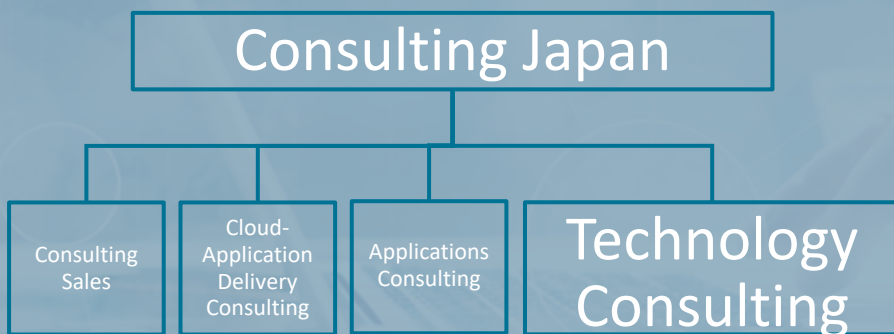 Consulting Japan
Consulting
Sales
Cloud-
Application
Delivery
Consulting
Applications
Consulting
Technology
Consulting